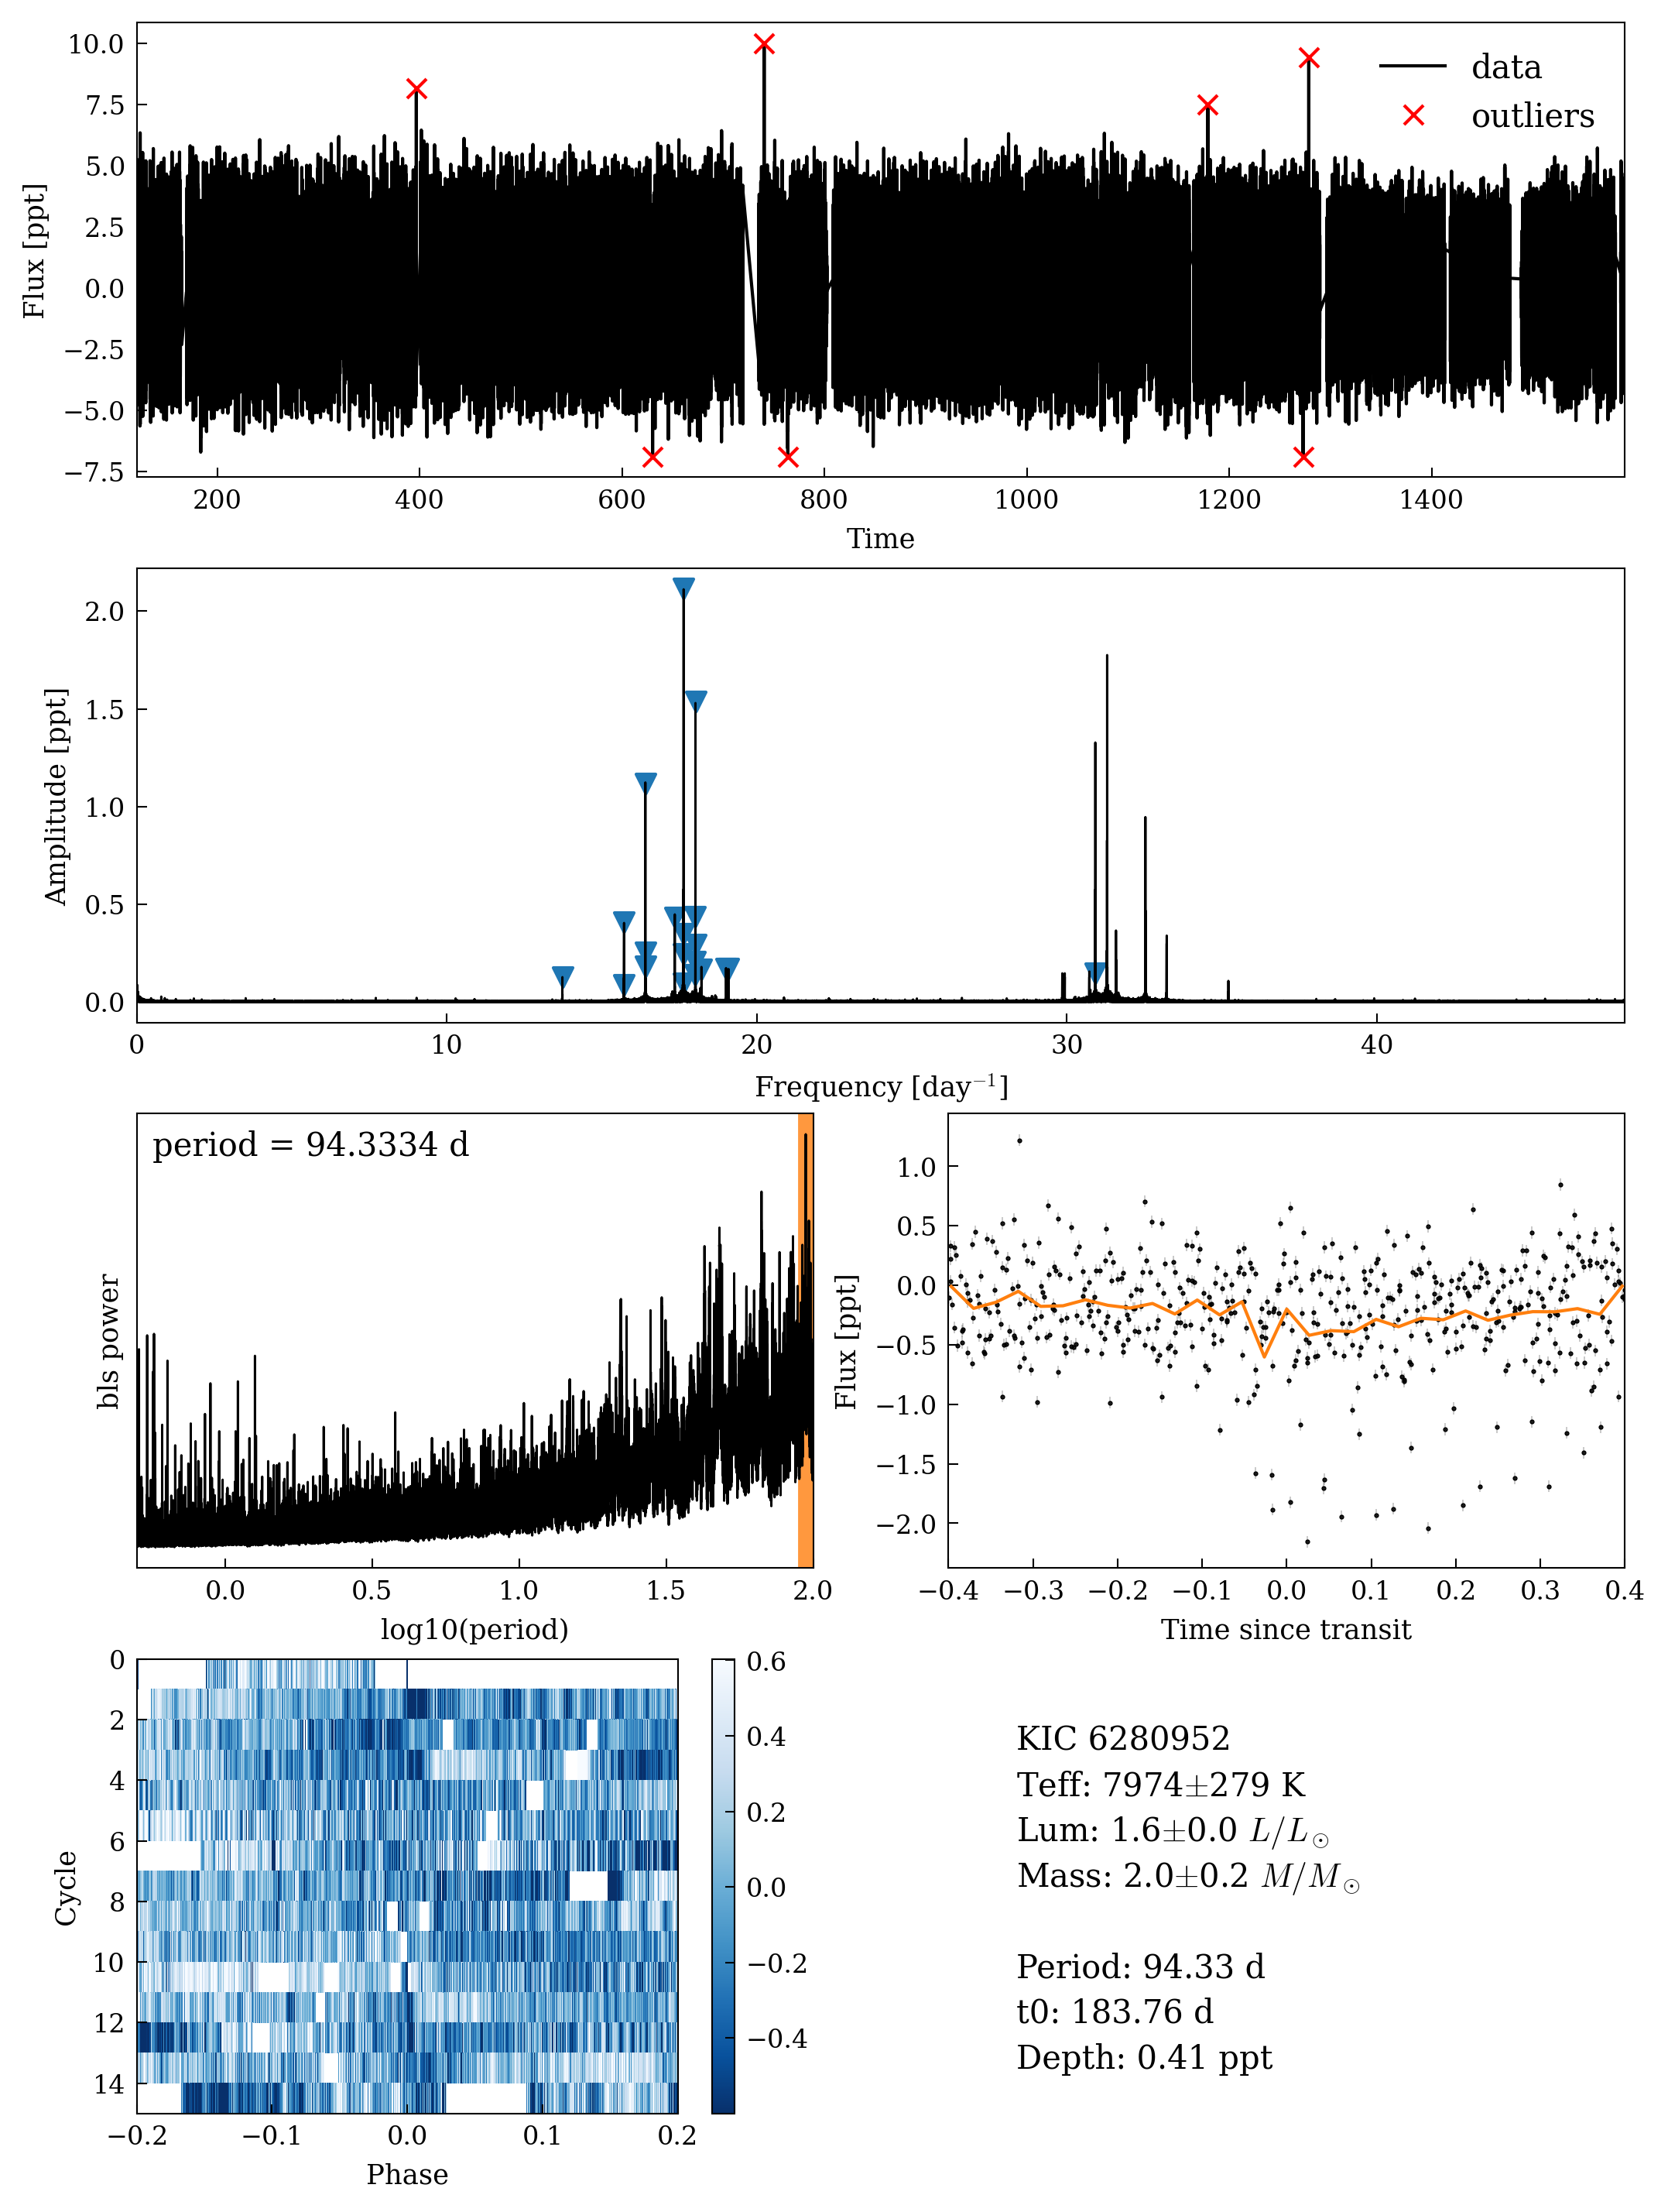 10.0
7.5
5.0
2.5
0.0
−2.5
−5.0
−7.5
Flux [ppt]
data
outliers
200 400 600 800 1000 1200 1400
Time
2.0
1.5
1.0
0.5
0.0
Amplitude [ppt]
0 10 20 30 40
Frequency [day⁻¹]
period = 94.3334 d
bls power
0.0 0.5 1.0 1.5 2.0
log10(period)
1.0
0.5
0.0
−0.5
−1.0
−1.5
−2.0
Flux [ppt]
−0.4 −0.3 −0.2 −0.1 0.0 0.1 0.2 0.3 0.4
Time since transit
0
2
4
6
8
10
12
14
Cycle
−0.2 −0.1 0.0 0.1 0.2
Phase
0.6
0.4
0.2
0.0
−0.2
−0.4
KIC 6280952
Teff: 7974±279 K
Lum: 1.6±0.0 L/L⊙
Mass: 2.0±0.2 M/M⊙
Period: 94.33 d
t0: 183.76 d
Depth: 0.41 ppt